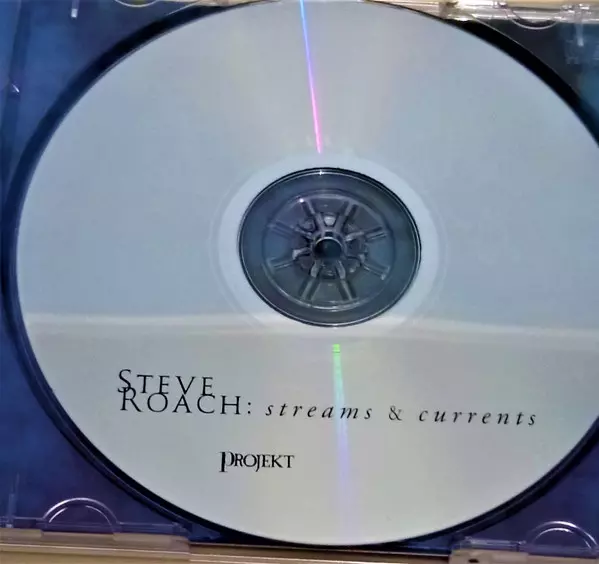 STEVE
ROACH: streams & currents
PROJEKT